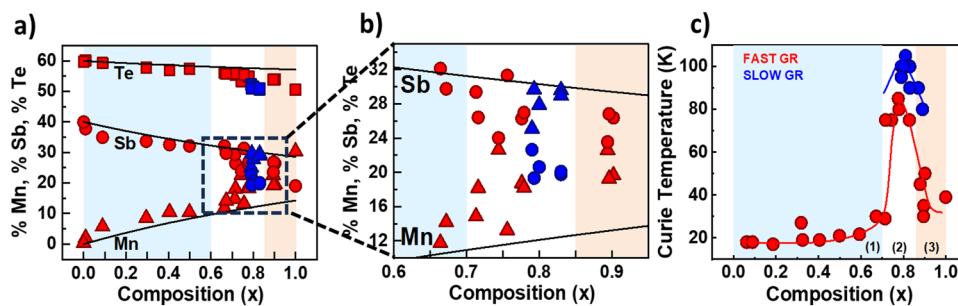 a)
% Mn, % Sb, % Te
60
50
40
30
20
10
0
Te
Sb
Mn
0.0 0.2 0.4 0.6 0.8 1.0
Composition (x)
b)
% Mn, % Sb, % Te
32
28
24
20
16
12
Sb
Mn
0.6 0.7 0.8 0.9
Composition (x)
c)
Curie Temperature (K)
120
100
80
60
40
20
FAST GR
SLOW GR
(1) (2) (3)
0.0 0.2 0.4 0.6 0.8 1.0
Composition (x)